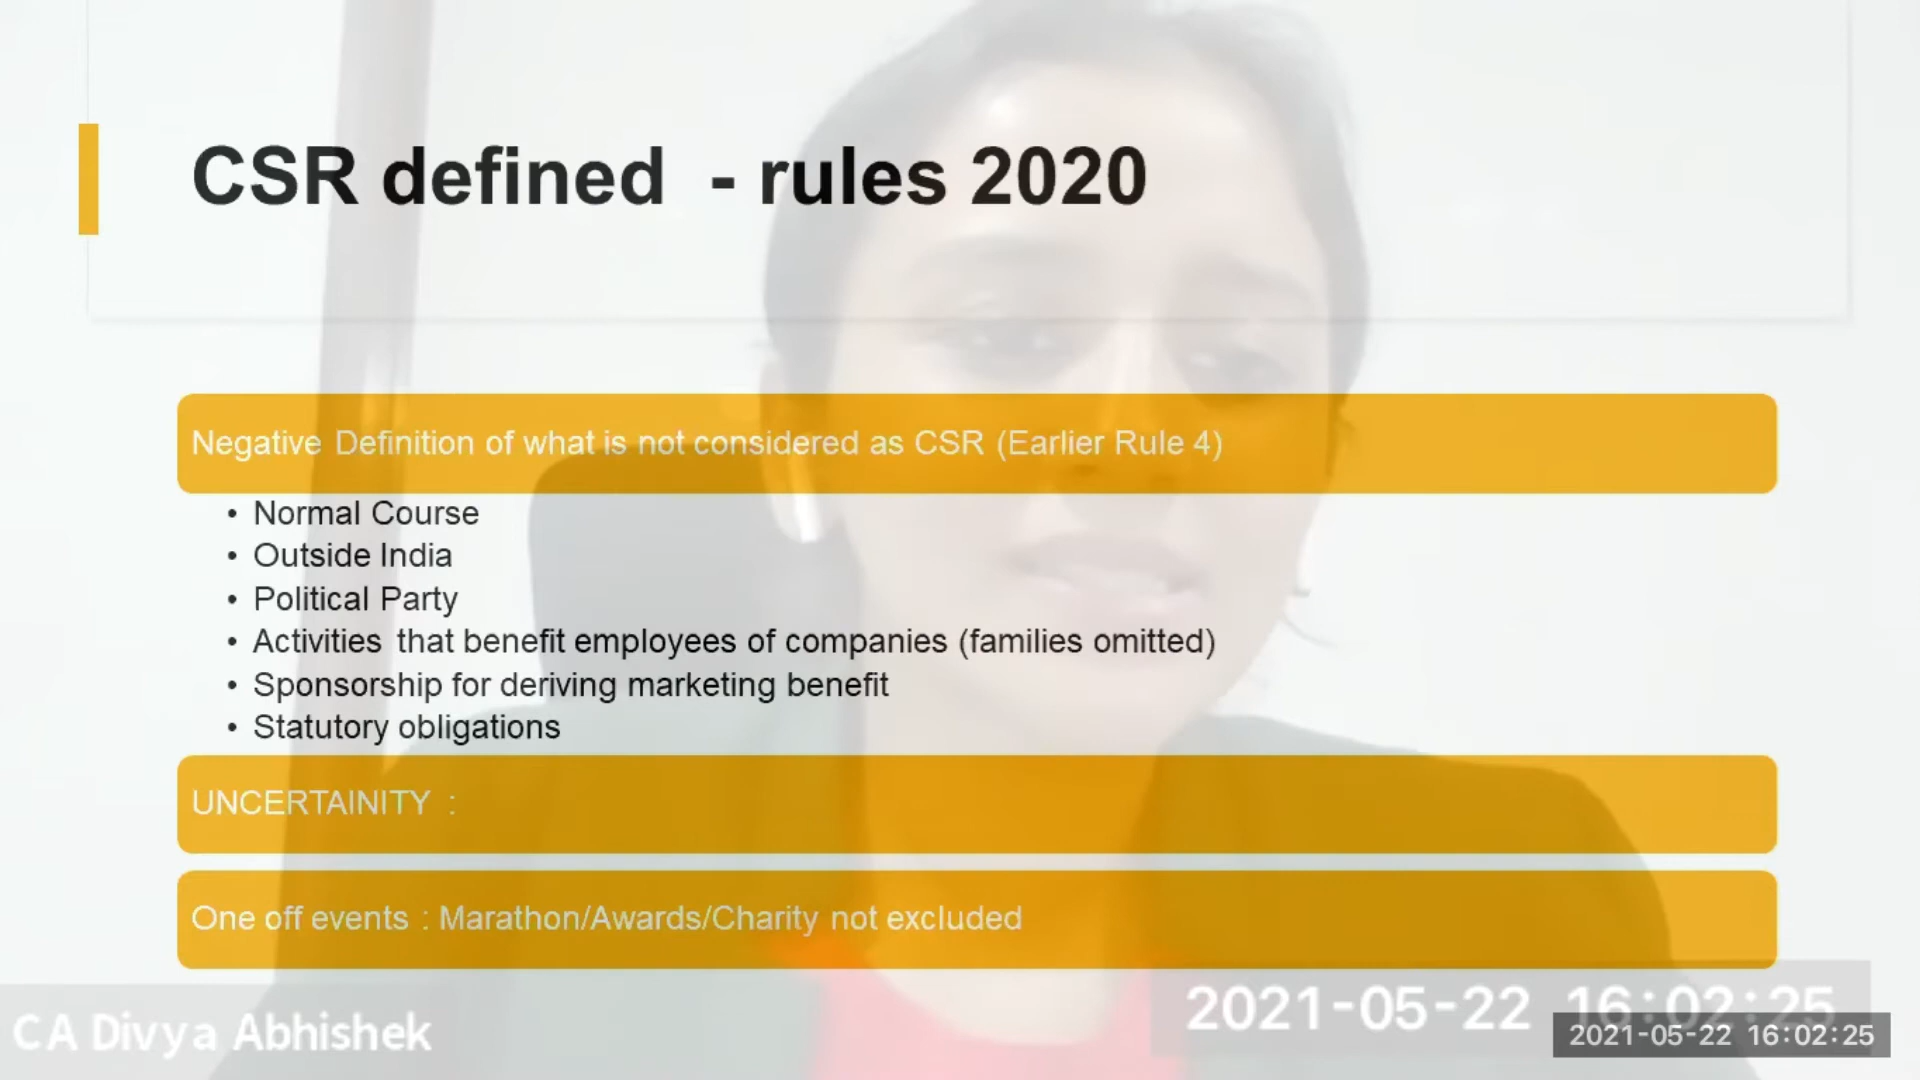 CSR defined - rules 2020
Negative Definition of what is not considered as CSR (Earlier Rule 4)
• Normal Course
• Outside India
• Political Party
• Activities that benefit employees of companies (families omitted)
• Sponsorship for deriving marketing benefit
• Statutory obligations
UNCERTAINITY :
One off events : Marathon/Awards/Charity not excluded
CA Divya Abhishek
2021-05-22 16:02:25
2021-05-22 16:02:25